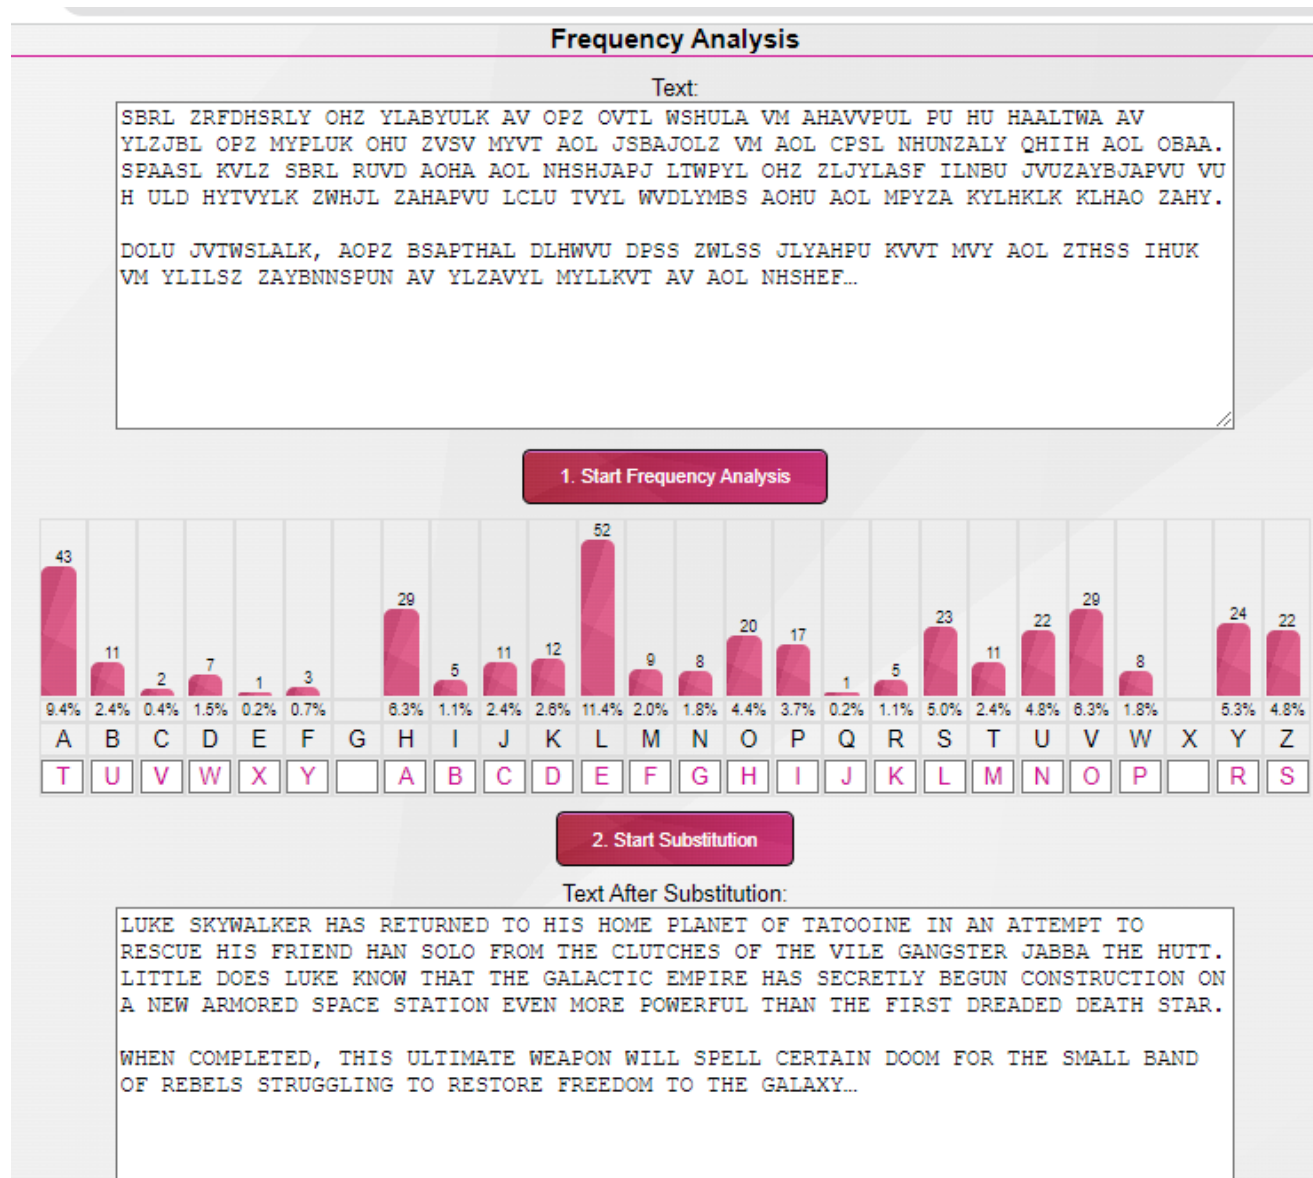 Frequency Analysis
Text:
SBRL ZRFDHSRLY OHZ YLABYULK AV OPZ OVTL WSHULA VM AHAVVPUL PU HU HAALTWA AV
YLZJBL OPZ MYPLUK OHU ZVSV MYVT AOL JSBAJOLZ VM AOL CPSL NHUNZALY QHIIH AOL OBAA.
SPAASL KVLZ SBRL RUVD AOHA AOL NHSHJAPJ LTWPYL OHZ ZLJYLASF ILNBU JVUZAYBJAPVU VU
H ULD HYTVYLK ZWHJL ZAHAPVU LCLU TVYL WVDLYMBS AOHU AOL MPYZA KYLHKLK KLHAO ZAHY.
DOLU JVTWSLALK, AOPZ BSAPTHAL DLHWVU DPSS ZWLSS JLYAHPU KVVT MVY AOL ZTHSS IHUK
VM YLILSZ ZAYBNNSPUN AV YLZAVYL MYLLKVT AV AOL NHSHEF…
1. Start Frequency Analysis
43 11 2 7 1 3 29 5 11 12 52 9 8 20 17 1 5 23 11 22 29 8 24 22
9.4% 2.4% 0.4% 1.5% 0.2% 0.7% 6.3% 1.1% 2.4% 2.6% 11.4% 2.0% 1.8% 4.4% 3.7% 0.2% 1.1% 5.0% 2.4% 4.8% 6.3% 1.8% 5.3% 4.8%
A B C D E F G H I J K L M N O P Q R S T U V W X Y Z
T U V W X Y A B C D E F G H I J K L M N O P R S
2. Start Substitution
Text After Substitution:
LUKE SKYWALKER HAS RETURNED TO HIS HOME PLANET OF TATOOINE IN AN ATTEMPT TO
RESCUE HIS FRIEND HAN SOLO FROM THE CLUTCHES OF THE VILE GANGSTER JABBA THE HUTT.
LITTLE DOES LUKE KNOW THAT THE GALACTIC EMPIRE HAS SECRETLY BEGUN CONSTRUCTION ON
A NEW ARMORED SPACE STATION EVEN MORE POWERFUL THAN THE FIRST DREADED DEATH STAR.
WHEN COMPLETED, THIS ULTIMATE WEAPON WILL SPELL CERTAIN DOOM FOR THE SMALL BAND
OF REBELS STRUGGLING TO RESTORE FREEDOM TO THE GALAXY…